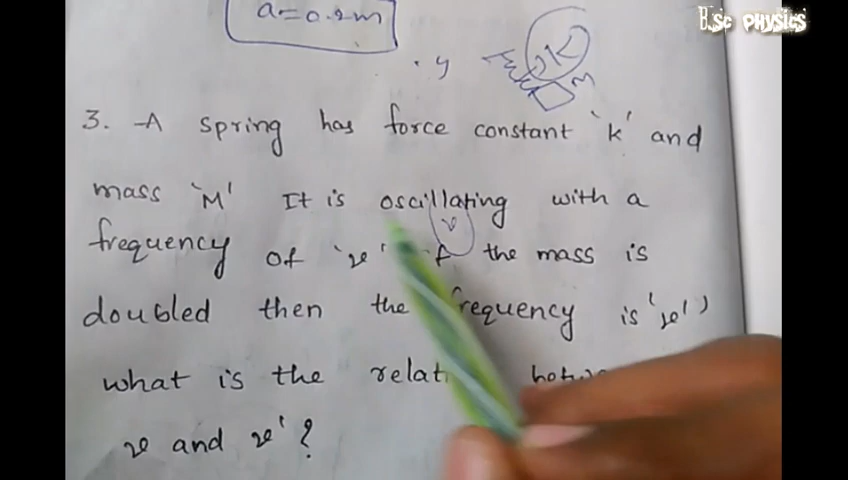 B.sc PHYSICS
a=0.2m
3. A spring has force constant 'k' and
mass 'M' It is oscillating with a
frequency of 'ν' the mass is
doubled then the frequency is 'ν')
what is the
ν and ν'?